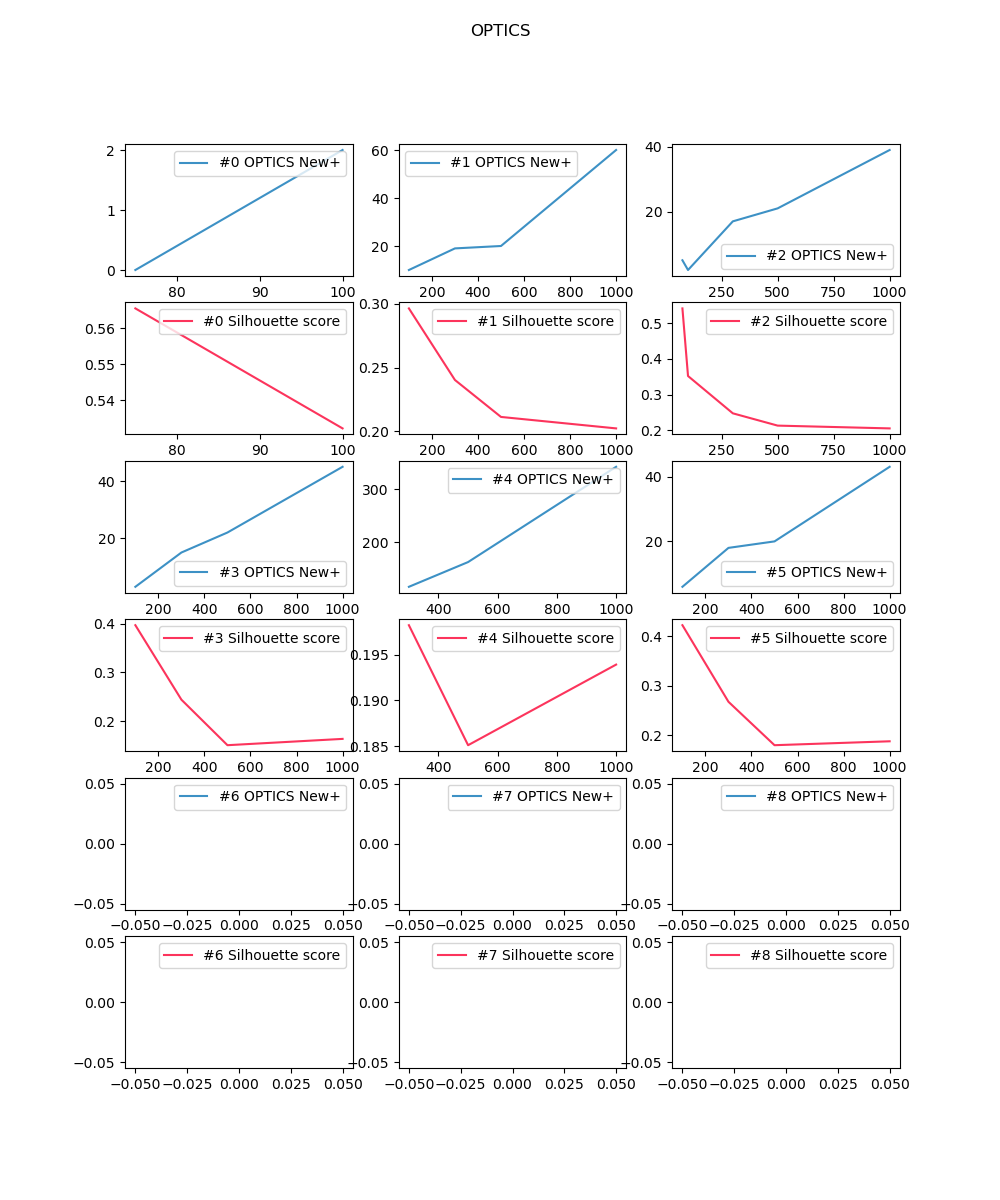 OPTICS
2 1 0 80 90 100 #0 OPTICS New+
60 40 20 200 400 600 800 1000 #1 OPTICS New+
40 20 250 500 750 1000 #2 OPTICS New+
0.56 0.55 0.54 80 90 100 #0 Silhouette score
0.30 0.25 0.20 200 400 600 800 1000 #1 Silhouette score
0.5 0.4 0.3 0.2 250 500 750 1000 #2 Silhouette score
40 20 200 400 600 800 1000 #3 OPTICS New+
300 200 400 600 800 1000 #4 OPTICS New+
40 20 200 400 600 800 1000 #5 OPTICS New+
0.4 0.3 0.2 200 400 600 800 1000 #3 Silhouette score
0.195 0.190 0.185 400 600 800 1000 #4 Silhouette score
0.4 0.3 0.2 200 400 600 800 1000 #5 Silhouette score
0.05 0.00 −0.05 −0.050 −0.025 0.000 0.025 0.050 #6 OPTICS New+
0.05 0.00 −0.05 −0.050 −0.025 0.000 0.025 0.050 #7 OPTICS New+
0.05 0.00 −0.05 −0.050 −0.025 0.000 0.025 0.050 #8 OPTICS New+
0.05 0.00 −0.05 −0.050 −0.025 0.000 0.025 0.050 #6 Silhouette score
0.05 0.00 −0.05 −0.050 −0.025 0.000 0.025 0.050 #7 Silhouette score
0.05 0.00 −0.05 −0.050 −0.025 0.000 0.025 0.050 #8 Silhouette score